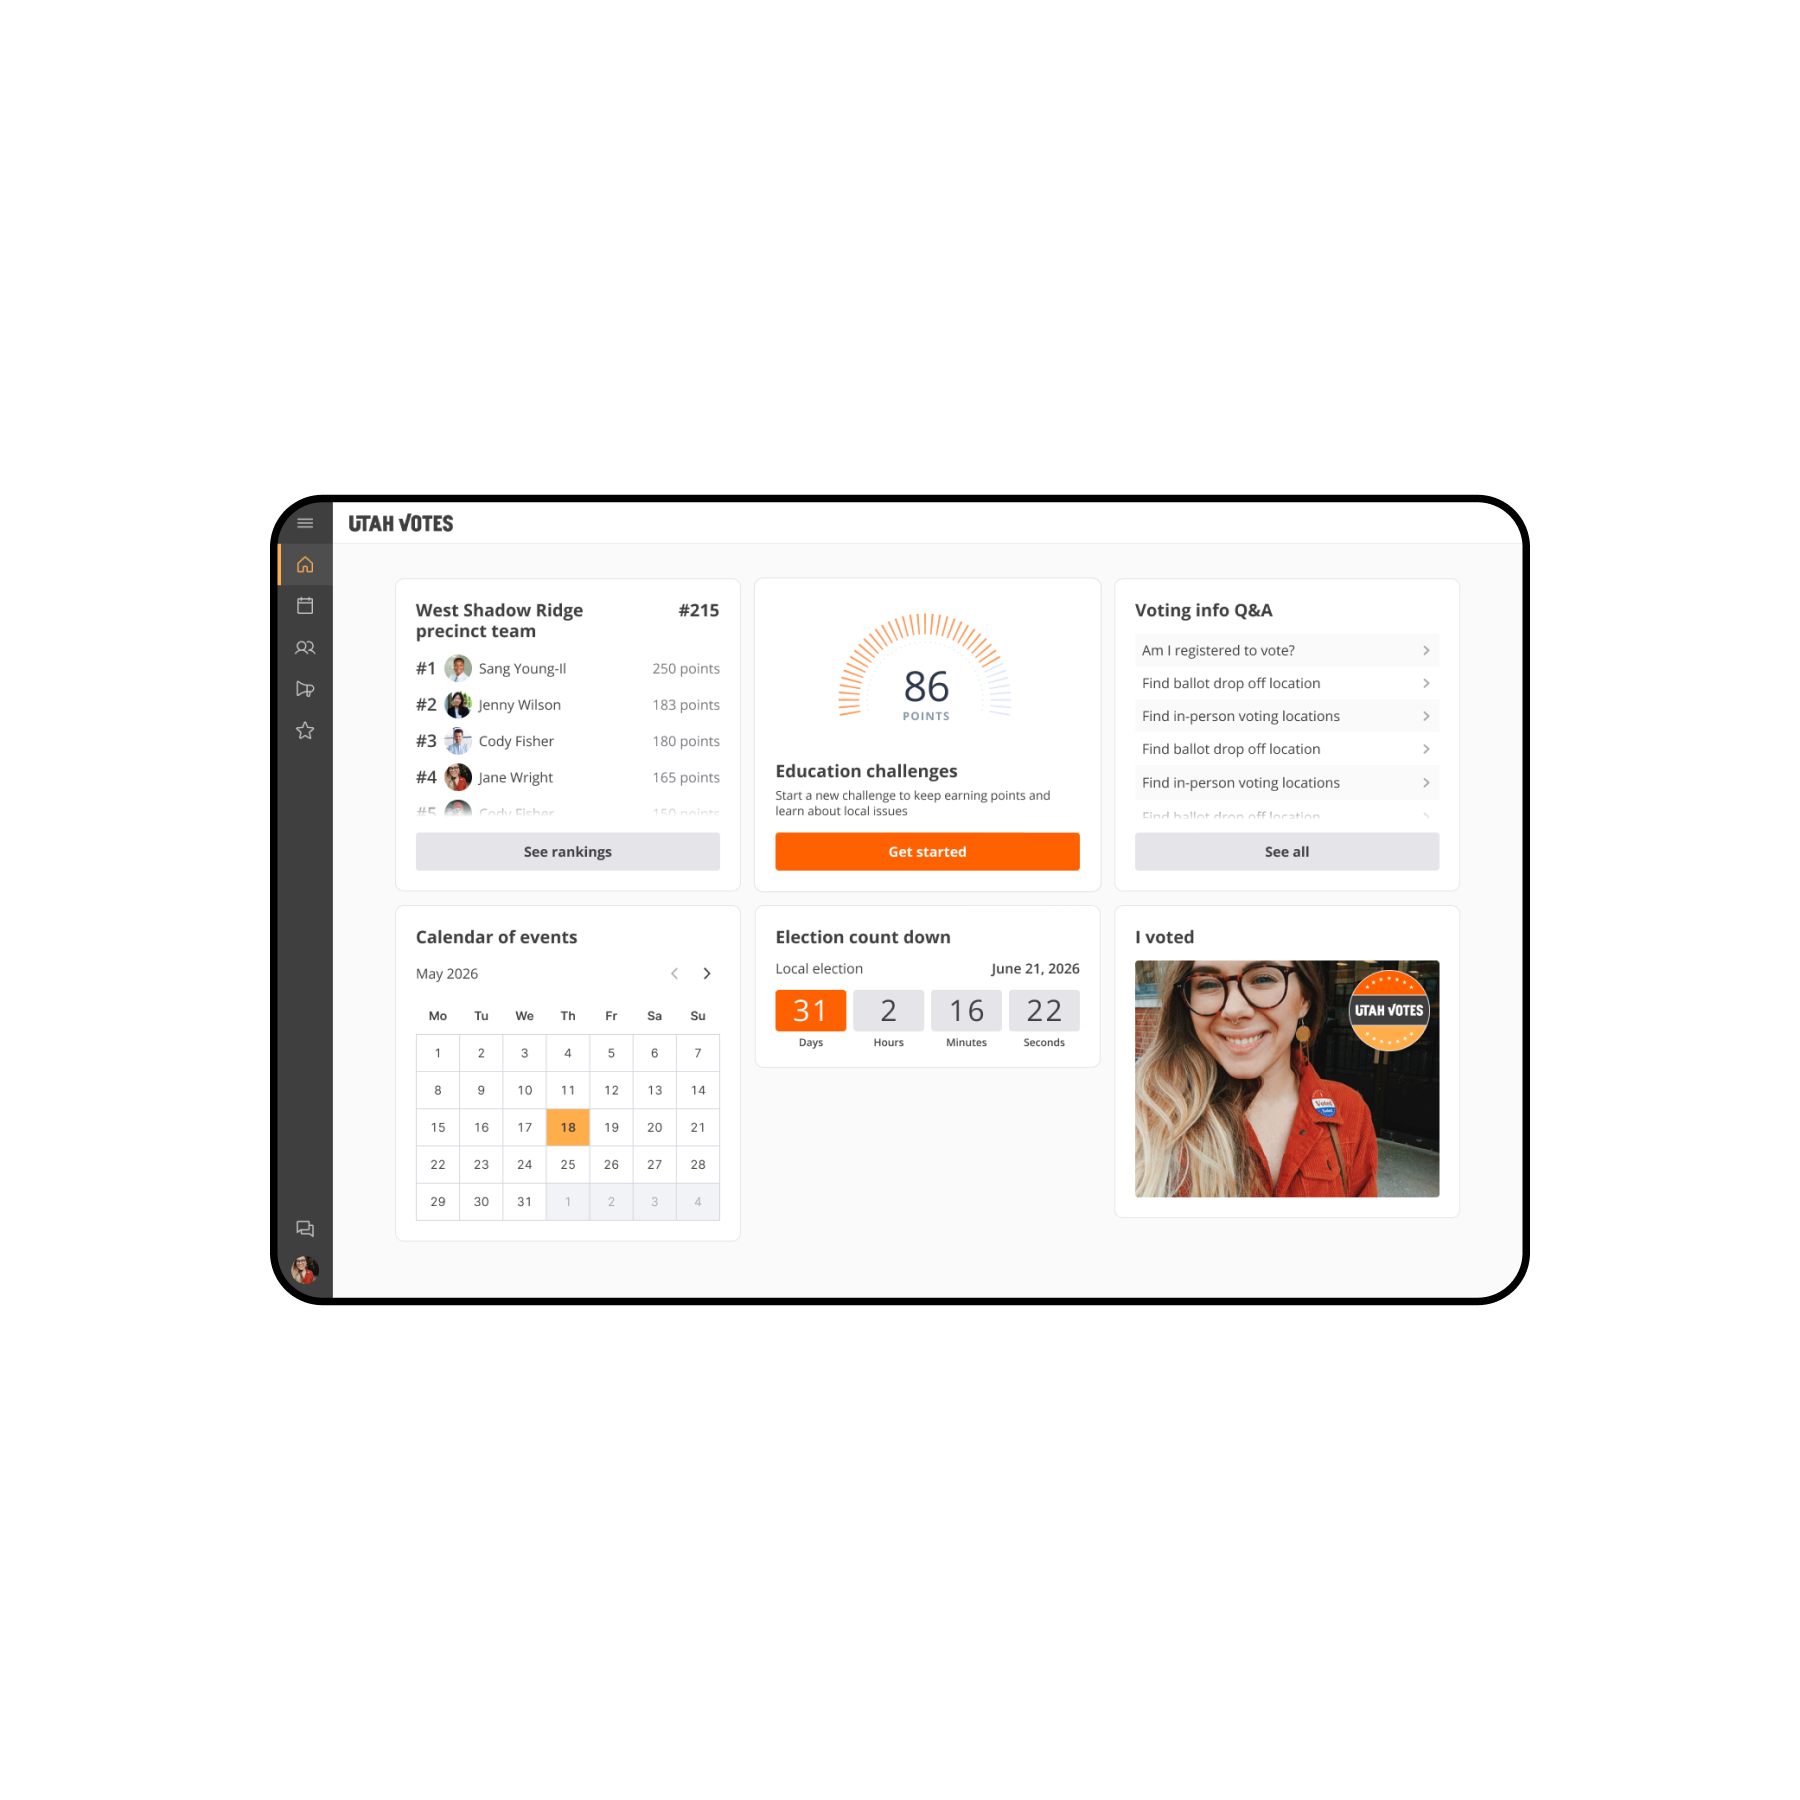 UTAH VOTES
West Shadow Ridge
precinct team
#215
#1 Sang Young-Il 250 points
#2 Jenny Wilson 183 points
#3 Cody Fisher 180 points
#4 Jane Wright 165 points
#5 Cody Fisher 150 points
See rankings
86
POINTS
Education challenges
Start a new challenge to keep earning points and
learn about local issues
Get started
Voting info Q&A
Am I registered to vote?
Find ballot drop off location
Find in-person voting locations
Find ballot drop off location
Find in-person voting locations
Find ballot drop off location
See all
Calendar of events
May 2026
Mo Tu We Th Fr Sa Su
1 2 3 4 5 6 7
8 9 10 11 12 13 14
15 16 17 18 19 20 21
22 23 24 25 26 27 28
29 30 31 1 2 3 4
Election count down
Local election June 21, 2026
31 2 16 22
Days Hours Minutes Seconds
I voted
UTAH VOTES